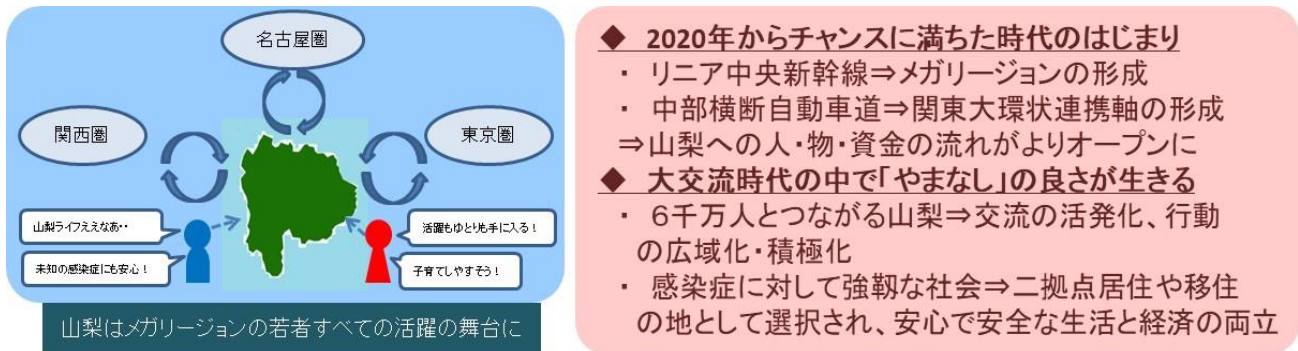 名古屋圏
関西圏
東京圏
山梨ライフええなあ・・
未知の感染症にも安心！
活躍もゆとりも手に入る！
子育てしやすそう！
山梨はメガリージョンの若者すべての活躍の舞台に
◆ 2020年からチャンスに満ちた時代のはじまり
・ リニア中央新幹線⇒メガリージョンの形成
・ 中部横断自動車道⇒関東大環状連携軸の形成
⇒山梨への人・物・資金の流れがよりオープンに
◆ 大交流時代の中で「やまなし」の良さが生きる
・ ６千万人とつながる山梨⇒交流の活発化、行動
の広域化・積極化
・ 感染症に対して強靱な社会⇒二拠点居住や移住
の地として選択され、安心で安全な生活と経済の両立